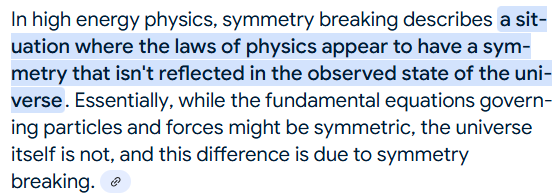 In high energy physics, symmetry breaking describes a sit-
uation where the laws of physics appear to have a sym-
metry that isn't reflected in the observed state of the uni-
verse. Essentially, while the fundamental equations govern-
ing particles and forces might be symmetric, the universe
itself is not, and this difference is due to symmetry
breaking.